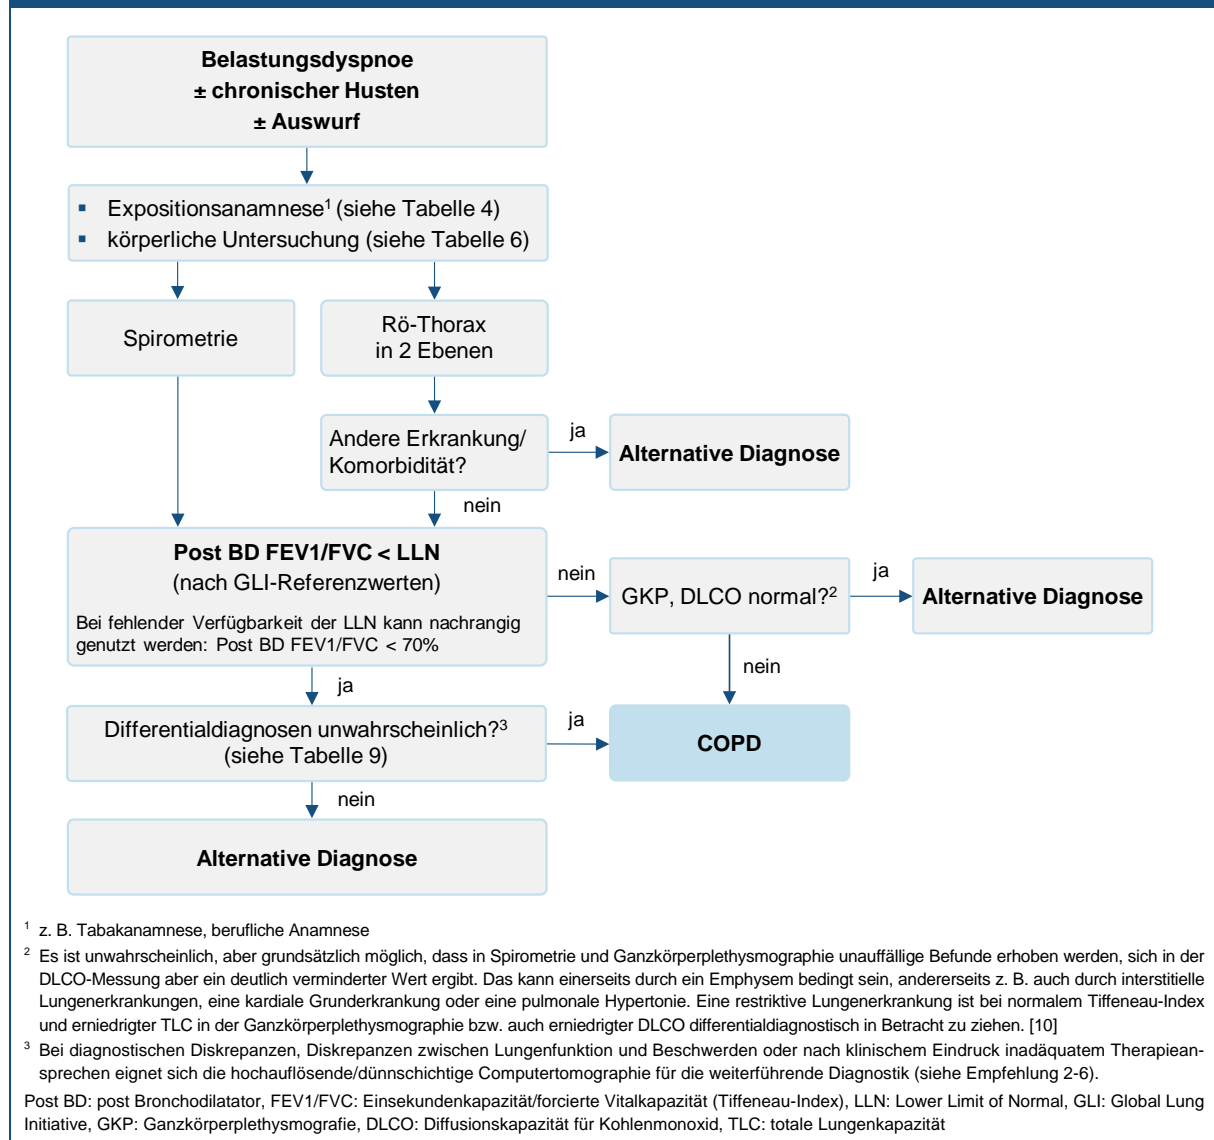 Belastungsdyspnoe
± chronischer Husten
± Auswurf
▪ Expositionsanamnese¹ (siehe Tabelle 4)
▪ körperliche Untersuchung (siehe Tabelle 6)
Spirometrie
Rö-Thorax
in 2 Ebenen
Andere Erkrankung/
Komorbidität?
ja
Alternative Diagnose
nein
Post BD FEV1/FVC < LLN
(nach GLI-Referenzwerten)
Bei fehlender Verfügbarkeit der LLN kann nachrangig
genutzt werden: Post BD FEV1/FVC < 70%
nein
GKP, DLCO normal?²
ja
Alternative Diagnose
nein
ja
Differentialdiagnosen unwahrscheinlich?³
(siehe Tabelle 9)
ja
COPD
nein
Alternative Diagnose
¹ z. B. Tabakanamnese, berufliche Anamnese
² Es ist unwahrscheinlich, aber grundsätzlich möglich, dass in Spirometrie und Ganzkörperplethysmographie unauffällige Befunde erhoben werden, sich in der
DLCO-Messung aber ein deutlich verminderter Wert ergibt. Das kann einerseits durch ein Emphysem bedingt sein, andererseits z. B. auch durch interstitielle
Lungenerkrankungen, eine kardiale Grunderkrankung oder eine pulmonale Hypertonie. Eine restriktive Lungenerkrankung ist bei normalem Tiffeneau-Index
und erniedrigter TLC in der Ganzkörperplethysmographie bzw. auch erniedrigter DLCO differentialdiagnostisch in Betracht zu ziehen. [10]
³ Bei diagnostischen Diskrepanzen, Diskrepanzen zwischen Lungenfunktion und Beschwerden oder nach klinischem Eindruck inadäquatem Therapiean-
sprechen eignet sich die hochauflösende/dünnschichtige Computertomographie für die weiterführende Diagnostik (siehe Empfehlung 2-6).
Post BD: post Bronchodilatator, FEV1/FVC: Einsekundenkapazität/forcierte Vitalkapazität (Tiffeneau-Index), LLN: Lower Limit of Normal, GLI: Global Lung
Initiative, GKP: Ganzkörperplethysmografie, DLCO: Diffusionskapazität für Kohlenmonoxid, TLC: totale Lungenkapazität